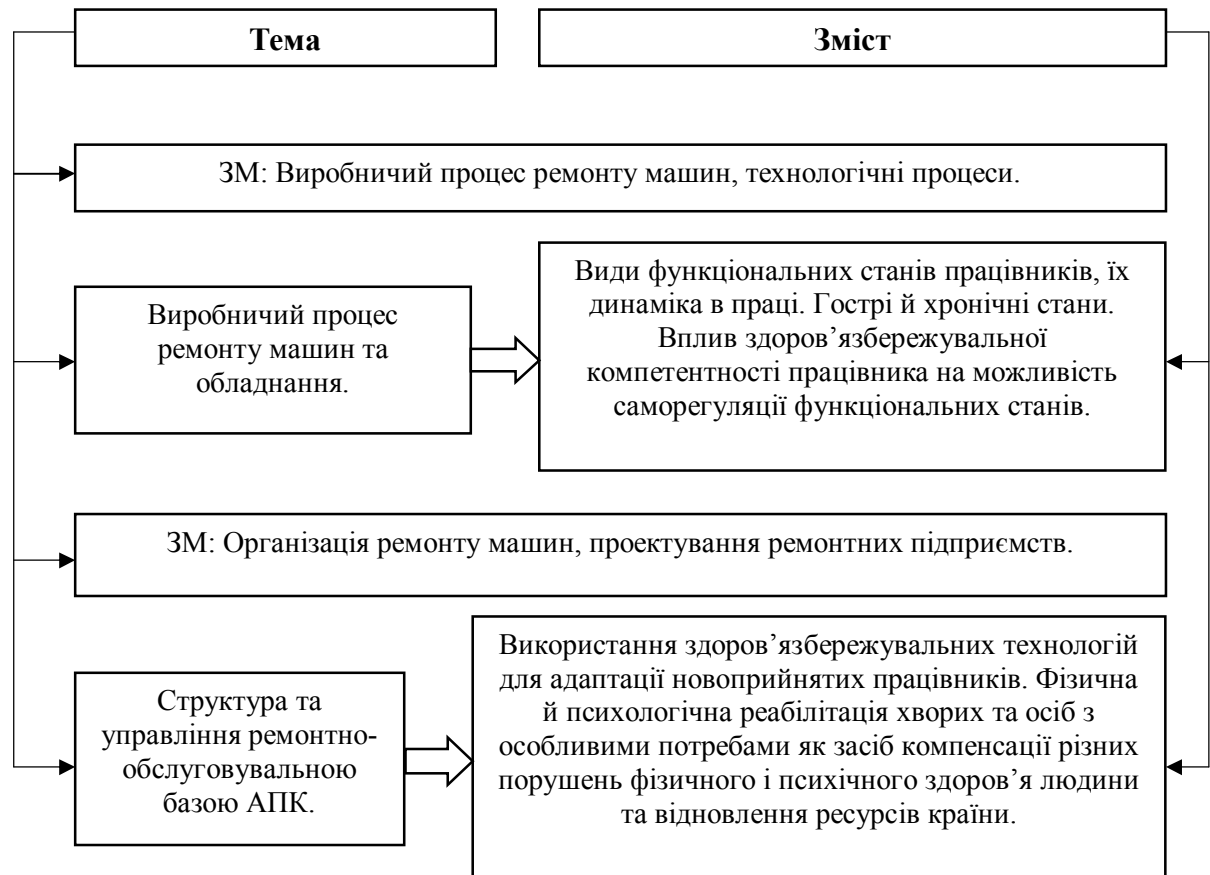 Тема
Зміст
ЗМ: Виробничий процес ремонту машин, технологічні процеси.
Виробничий процес
ремонту машин та
обладнання.
Види функціональних станів працівників, їх
динаміка в праці. Гострі й хронічні стани.
Вплив здоров’язбережувальної
компетентності працівника на можливість
саморегуляції функціональних станів.
ЗМ: Організація ремонту машин, проектування ремонтних підприємств.
Структура та
управління ремонтно-
обслуговувальною
базою АПК.
Використання здоров’язбережувальних технологій
для адаптації новоприйнятих працівників. Фізична
й психологічна реабілітація хворих та осіб з
особливими потребами як засіб компенсації різних
порушень фізичного і психічного здоров’я людини
та відновлення ресурсів країни.